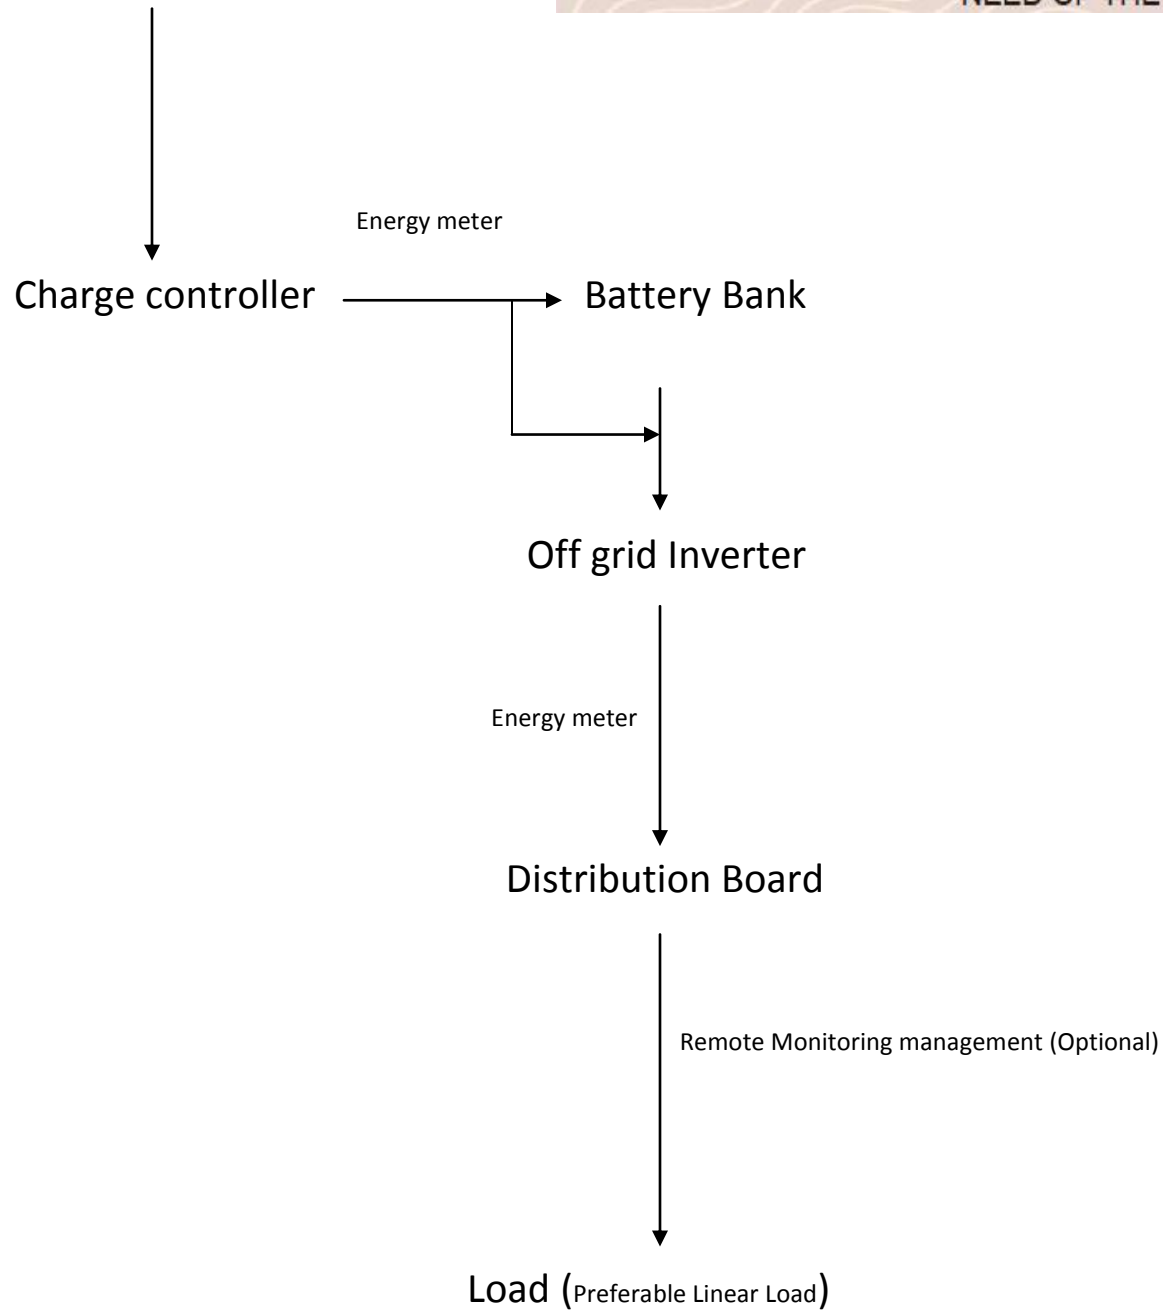 NEED OF THE
Energy meter
Charge controller Battery Bank
Off grid Inverter
Energy meter
Distribution Board
Remote Monitoring management (Optional)
Load (Preferable Linear Load)